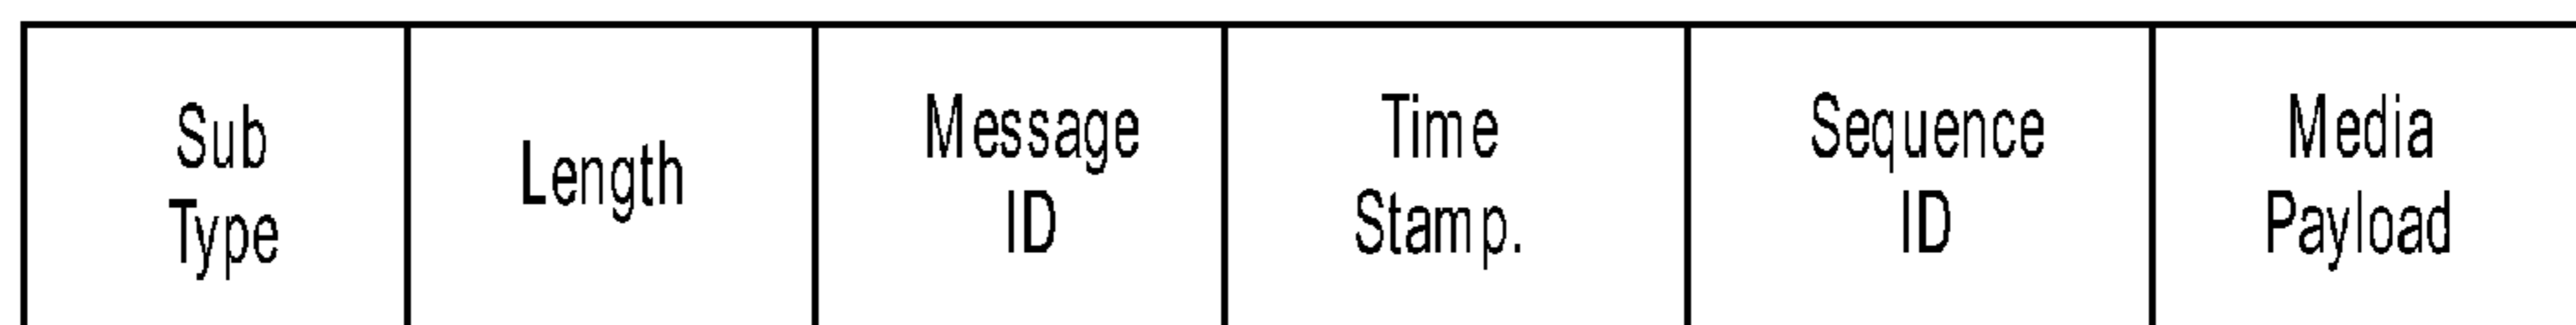 Sub
Type
Length
Message
ID
Time
Stamp.
Sequence
ID
Media
Payload